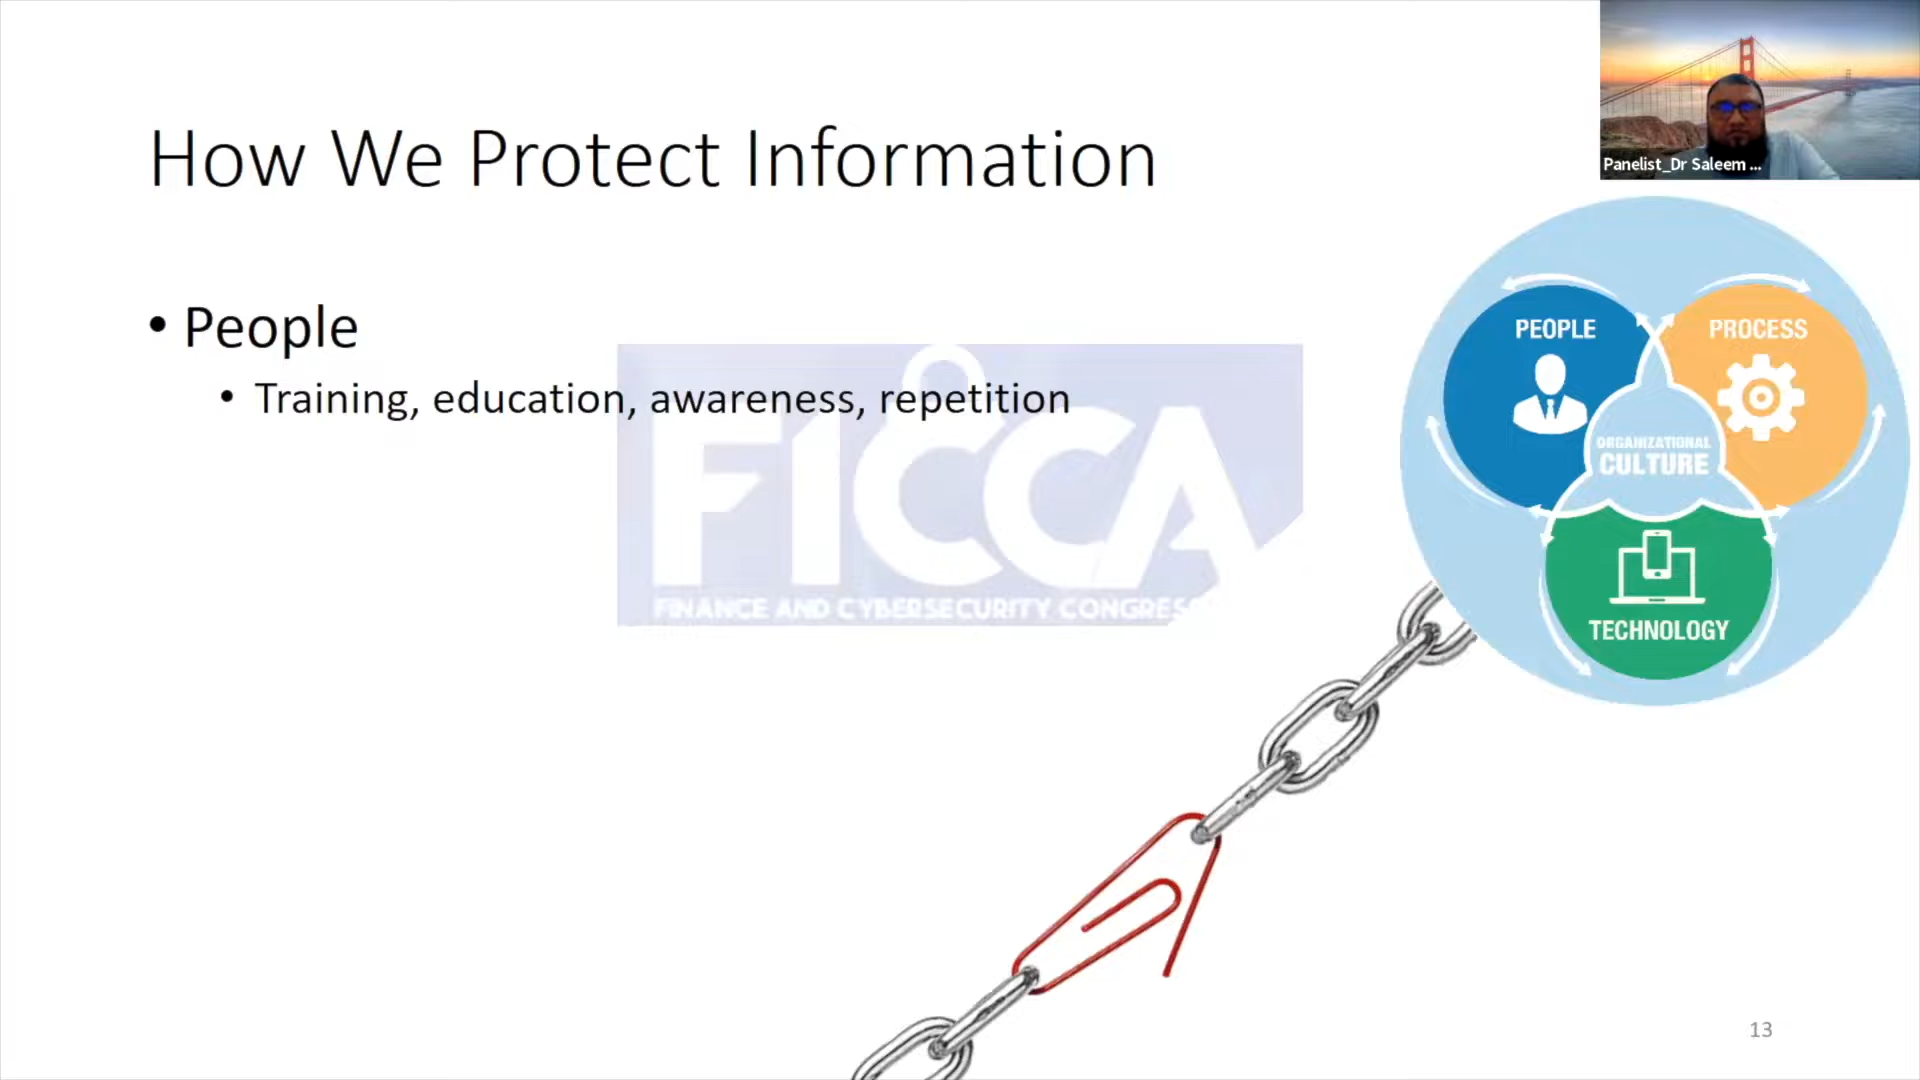 How We Protect Information
Panelist_Dr Saleem ...
• People
• Training, education, awareness, repetition
FICCA
FINANCE AND CYBERSECURITY CONGRESS
PEOPLE
PROCESS
ORGANIZATIONAL
CULTURE
TECHNOLOGY
13